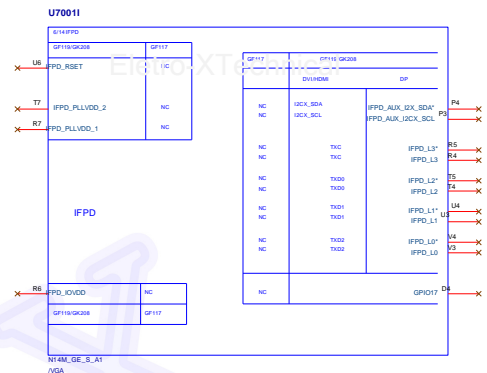 U7001I
6/14 IFPD
GF119/GK208 GF117
U6 IFPD_RSET NC
T7 IFPD_PLLVDD_2 NC
R7 IFPD_PLLVDD_1 NC
GF117 GF119/GK208
DVI/HDMI DP
NC I2CX_SDA IFPD_AUX_I2X_SDA* P4
NC I2CX_SCL IFPD_AUX_I2CX_SCL P3
NC TXC IFPD_L3* R5
NC TXC IFPD_L3 R4
NC TXD0 IFPD_L2* T5
NC TXD0 IFPD_L2 T4
NC TXD1 IFPD_L1* U4
NC TXD1 IFPD_L1 U3
NC TXD2 IFPD_L0* V4
NC TXD2 IFPD_L0 V3
IFPD
R6 IFPD_IOVDD NC
GF119/GK208 GF117
NC GPIO17 D4
N14M_GE_S_A1
/VGA